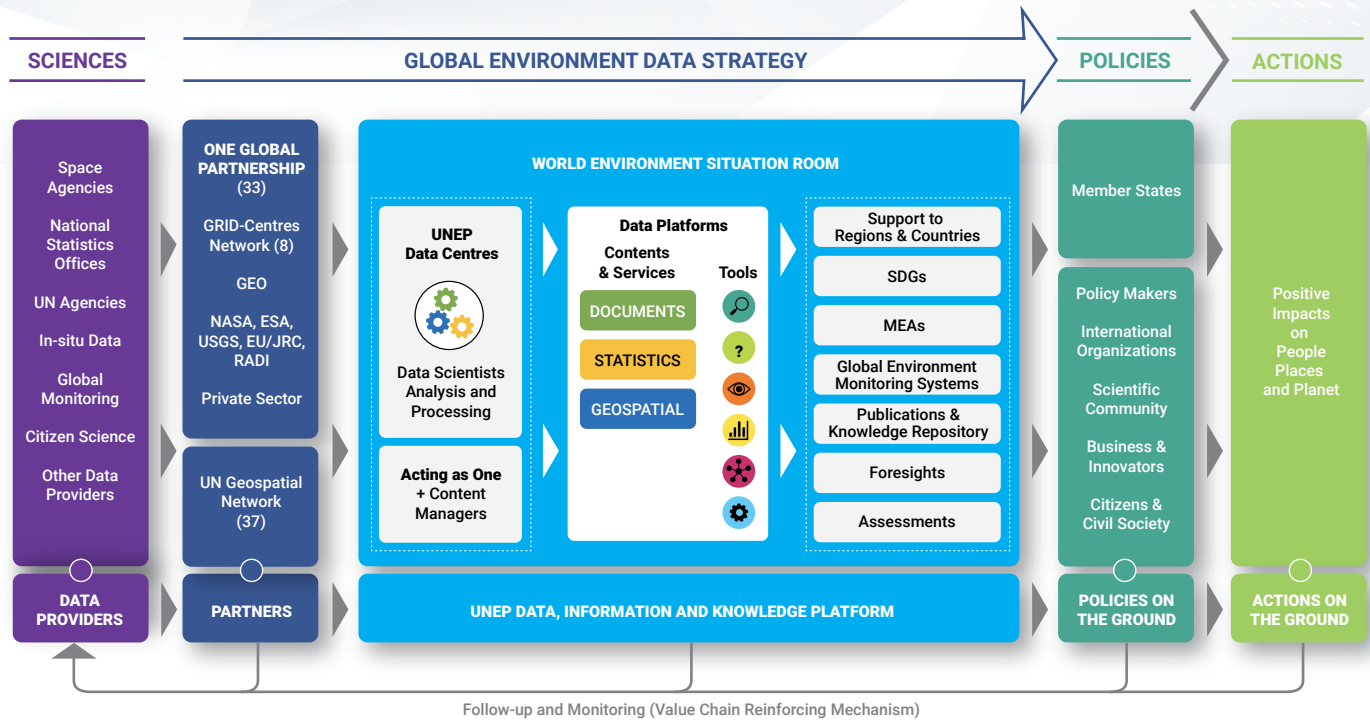 SCIENCES
GLOBAL ENVIRONMENT DATA STRATEGY
POLICIES
ACTIONS
Space
Agencies
National
Statistics
Offices
UN Agencies
In-situ Data
Global
Monitoring
Citizen Science
Other Data
Providers
DATA
PROVIDERS
ONE GLOBAL
PARTNERSHIP
(33)
GRID-Centres
Network (8)
GEO
NASA, ESA,
USGS, EU/JRC,
RADI
Private Sector
UN Geospatial
Network
(37)
PARTNERS
WORLD ENVIRONMENT SITUATION ROOM
UNEP
Data Centres
Data Scientists
Analysis and
Processing
Acting as One
+ Content
Managers
Data Platforms
Contents
& Services
Tools
DOCUMENTS
STATISTICS
GEOSPATIAL
?
Support to
Regions & Countries
SDGs
MEAs
Global Environment
Monitoring Systems
Publications &
Knowledge Repository
Foresights
Assessments
UNEP DATA, INFORMATION AND KNOWLEDGE PLATFORM
Member States
Policy Makers
International
Organizations
Scientific
Community
Business &
Innovators
Citizens &
Civil Society
POLICIES ON
THE GROUND
Positive
Impacts
on
People
Places
and Planet
ACTIONS ON
THE GROUND
Follow-up and Monitoring (Value Chain Reinforcing Mechanism)